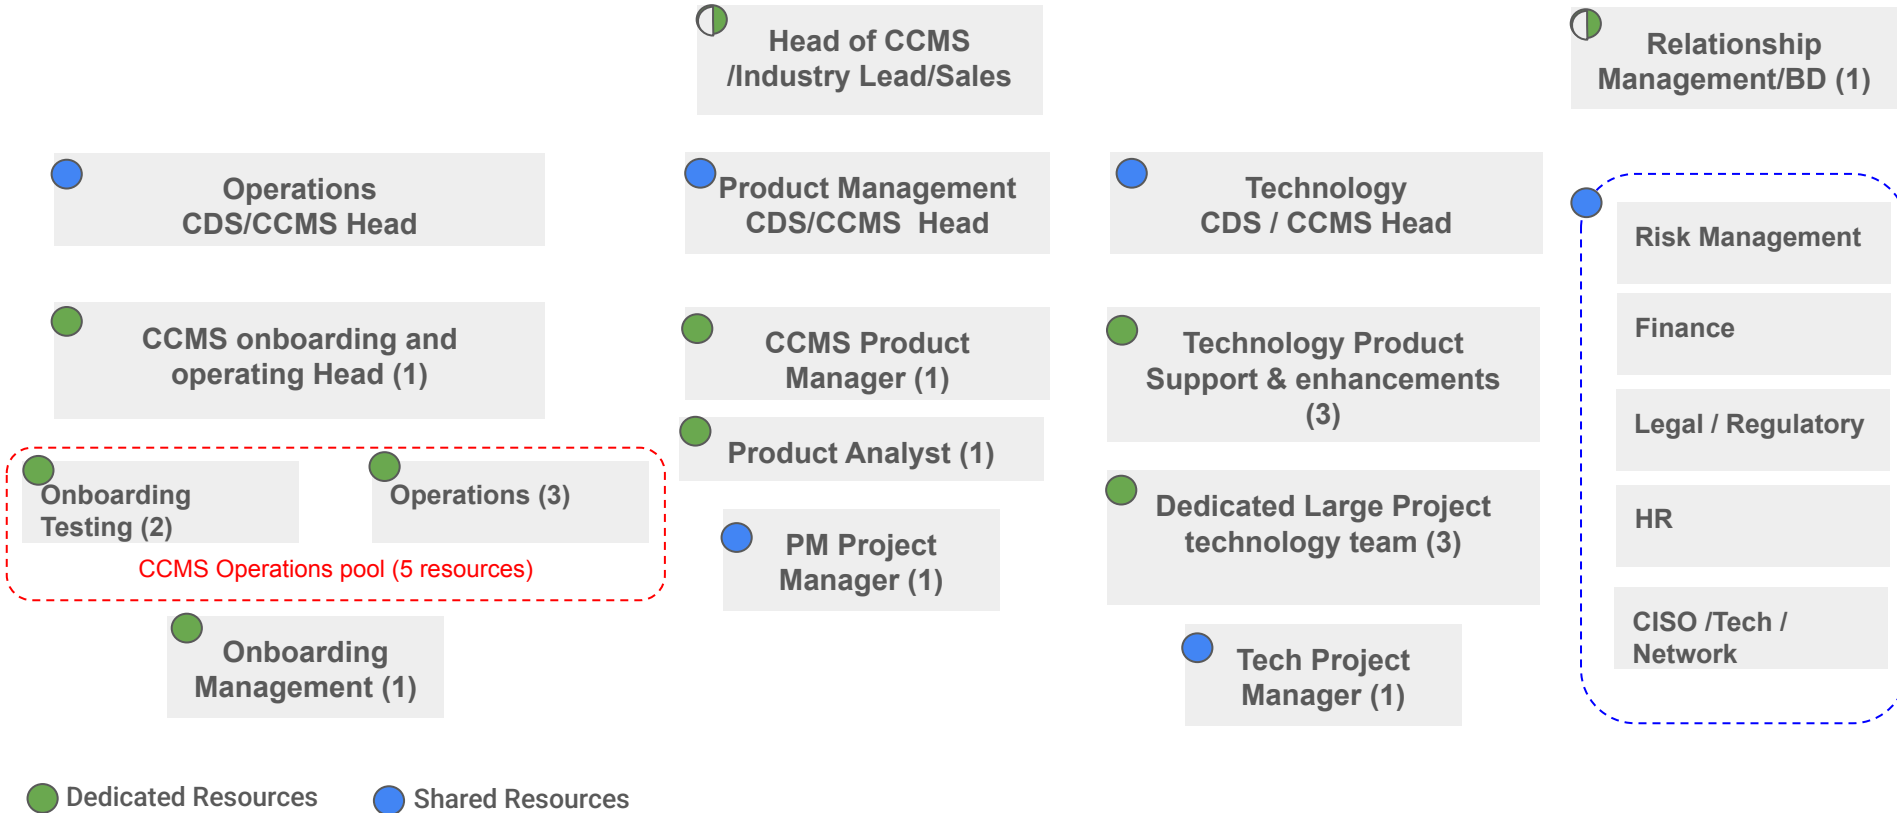 Head of CCMS
/Industry Lead/Sales
Relationship
Management/BD (1)
Operations
CDS/CCMS Head
Product Management
CDS/CCMS  Head
Technology
CDS / CCMS Head
Risk Management
Finance
Legal / Regulatory
HR
CISO /Tech /
Network
CCMS onboarding and
operating Head (1)
CCMS Product
Manager (1)
Technology Product
Support & enhancements
(3)
Product Analyst (1)
Onboarding
Testing (2)
Operations (3)
CCMS Operations pool (5 resources)
Dedicated Large Project
technology team (3)
PM Project
Manager (1)
Onboarding
Management (1)
Tech Project
Manager (1)
Dedicated Resources
Shared Resources